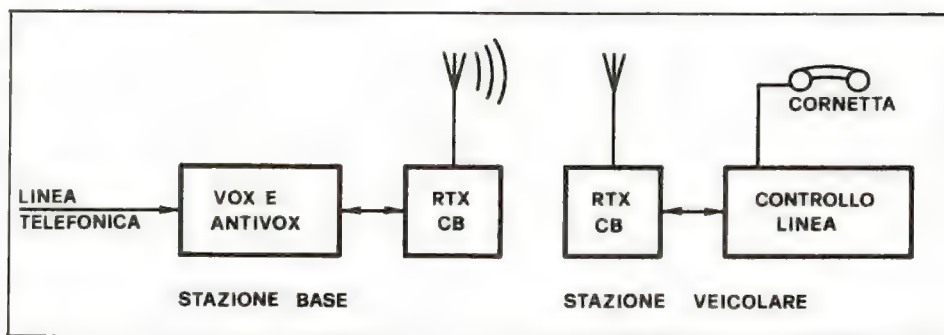 LINEA
TELEFONICA
VOX E
ANTIVOX
RTX
CB
STAZIONE BASE
RTX
CB
CONTROLLO
LINEA
CORNETTA
STAZIONE VEICOLARE